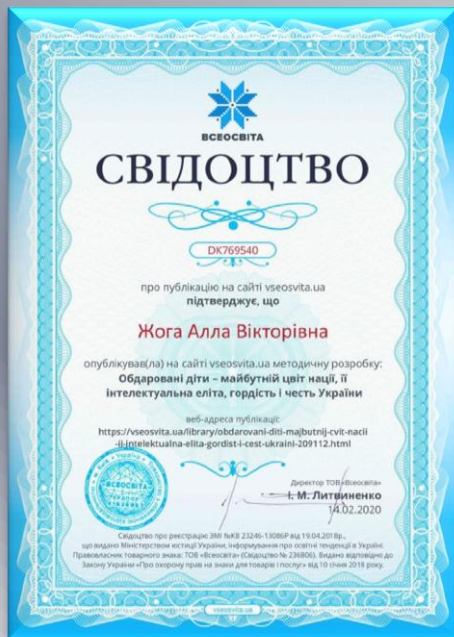 ВСЕОСВІТА
СВІДОЦТВО
DK769540
про публікацію на сайті vseosvita.ua
підтверджує, що
Жога Алла Вікторівна
опублікував(ла) на сайті vseosvita.ua методичну розробку:
Обдаровані діти – майбутній цвіт нації, її
інтелектуальна еліта, гордість і честь України
веб-адреса публікації:
https://vseosvita.ua/library/obdarovani-diti-majbutnij-cvit-nacii
-ii-intelektualna-elita-gordist-i-cest-ukraini-209112.html
ВСЕОСВІТА
Директор ТОВ «Всеосвіта»
І. М. Литвиненко
14.02.2020
Свідоцтво про реєстрацію ЗМІ №КВ 23246-13086Р від 19.04.2018р.,
що видано Міністерством юстиції України, інформування про освітні тенденції в Україні.
Правовласник товарного знака: ТОВ «Всеосвіта» (Свідоцтво № 236806). Видано відповідно до
Закону України «Про охорону прав на знаки для товарів і послуг» від 10 січня 2018 року.
vseosvita.ua